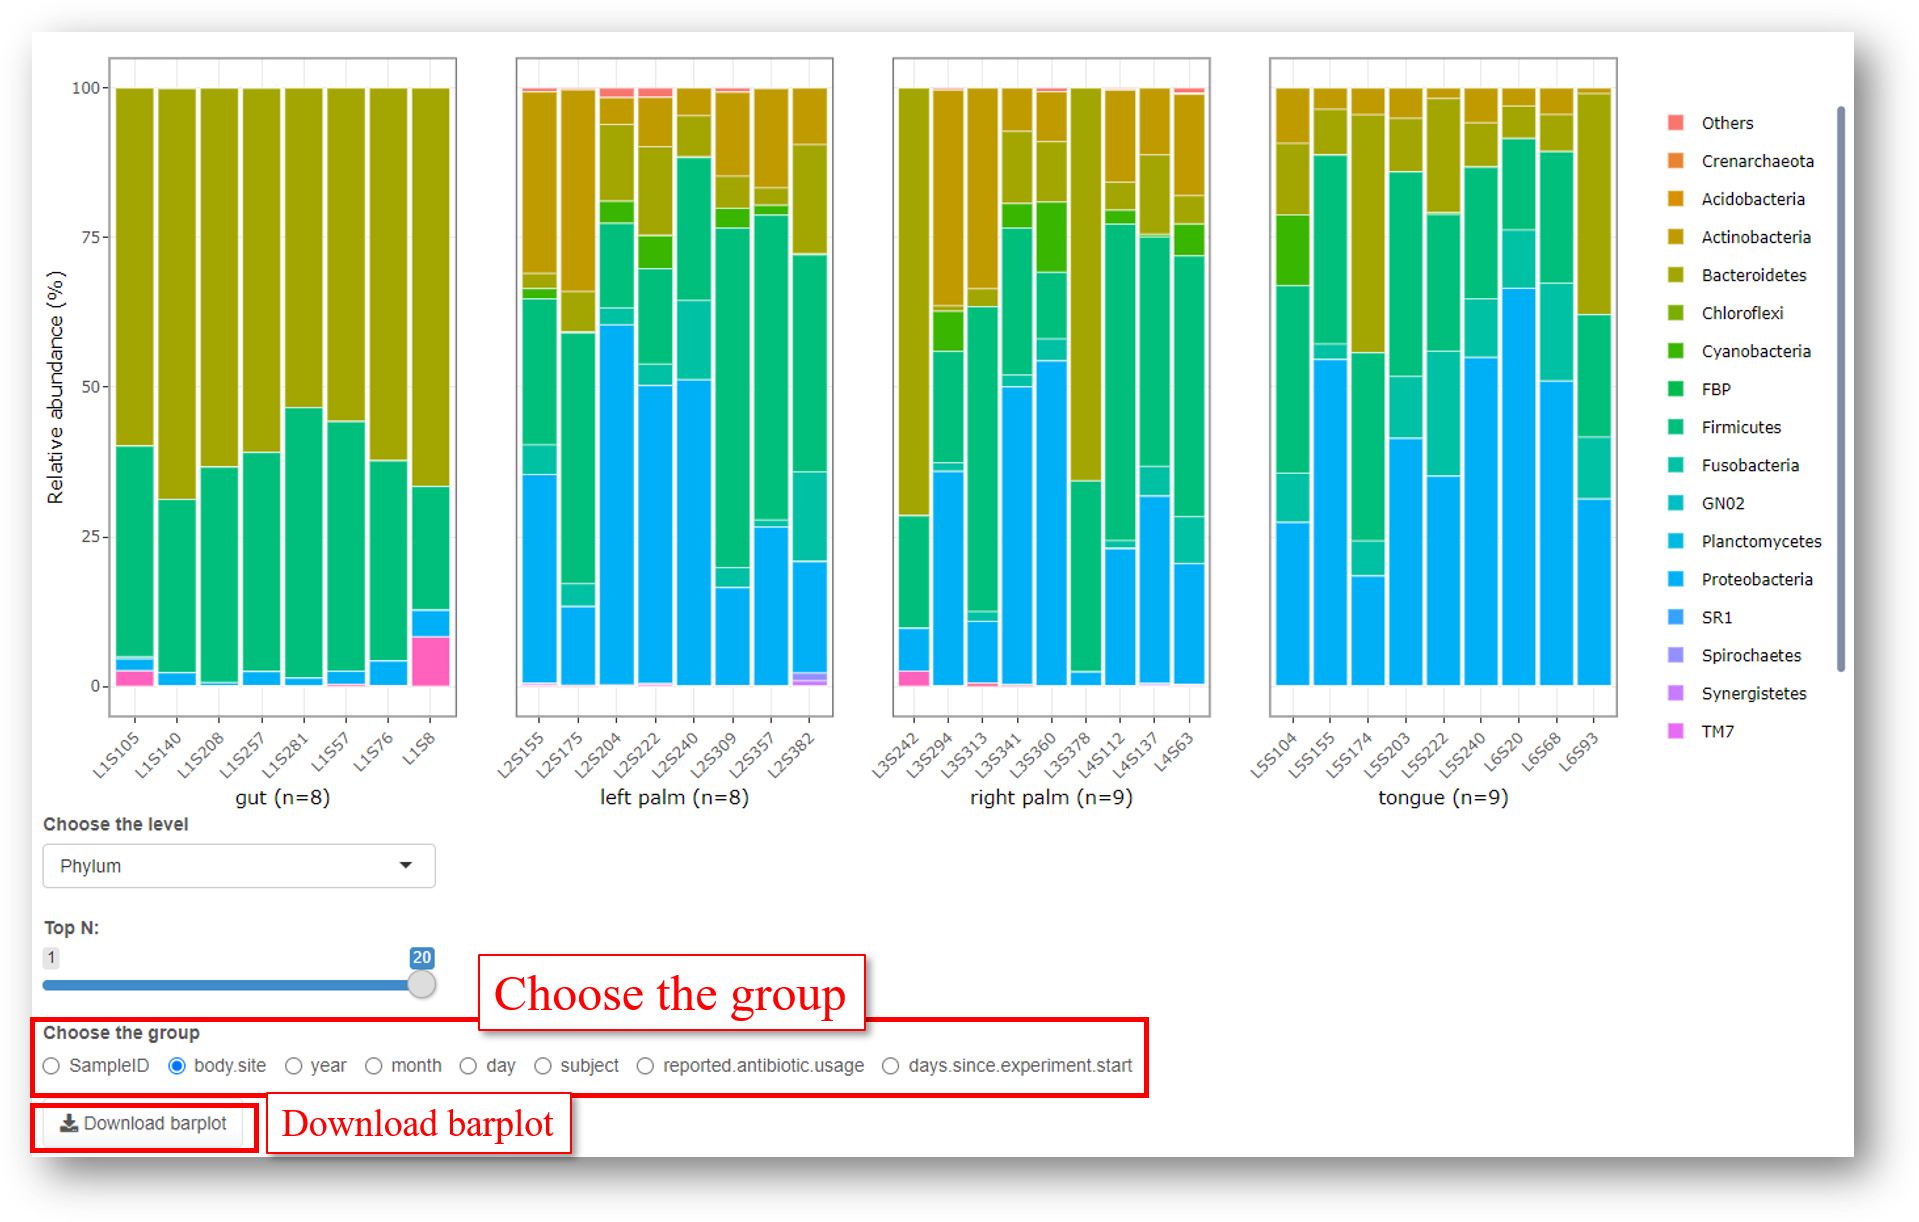 Relative abundance (%)
100
75
50
25
0
L1S105
L1S140
L1S208
L1S257
L1S281
L1S57
L1S76
L1S8
gut (n=8)
L2S155
L2S175
L2S204
L2S222
L2S240
L2S309
L2S357
L2S382
left palm (n=8)
L3S242
L3S294
L3S313
L3S341
L3S360
L3S378
L4S112
L4S137
L4S63
right palm (n=9)
L5S104
L5S155
L5S174
L5S203
L5S222
L5S240
L6S20
L6S68
L6S93
tongue (n=9)
Others
Crenarchaeota
Acidobacteria
Actinobacteria
Bacteroidetes
Chloroflexi
Cyanobacteria
FBP
Firmicutes
Fusobacteria
GN02
Planctomycetes
Proteobacteria
SR1
Spirochaetes
Synergistetes
TM7
Choose the level
Phylum
Top N:
1 20
Choose the group
Choose the group
SampleID body.site year month day subject reported.antibiotic.usage days.since.experiment.start
Download barplot
Download barplot